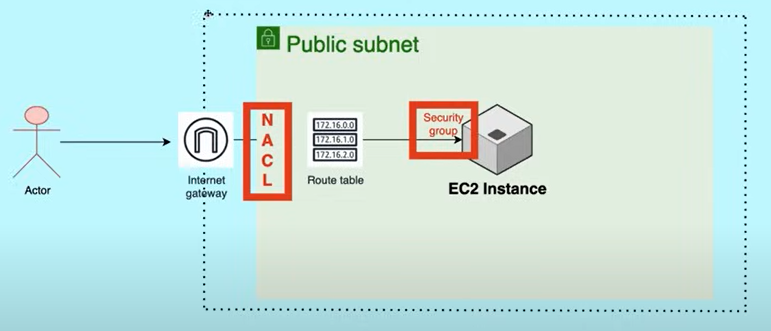 Public subnet
Actor
Internet
gateway
N
A
C
L
172.16.0.0
172.16.1.0
172.16.2.0
Route table
Security
group
EC2 Instance